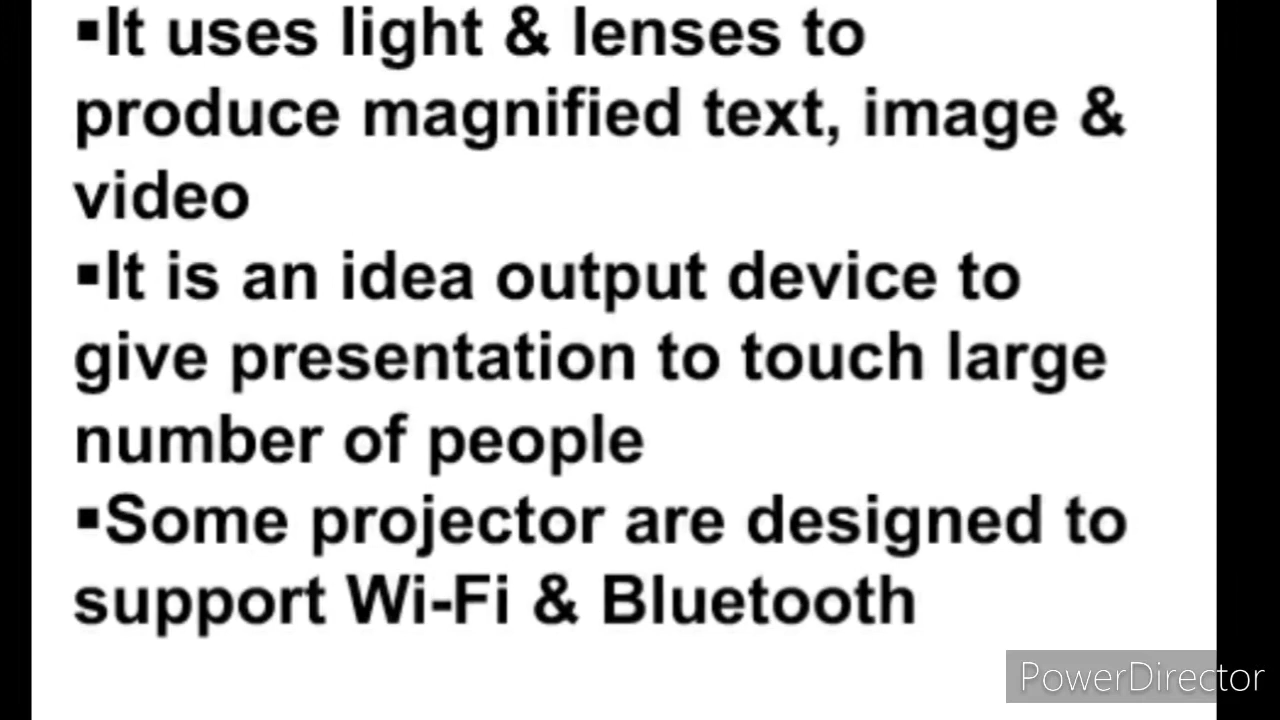 ▪It uses light & lenses to
produce magnified text, image &
video
▪It is an idea output device to
give presentation to touch large
number of people
▪Some projector are designed to
support Wi-Fi & Bluetooth
PowerDirector